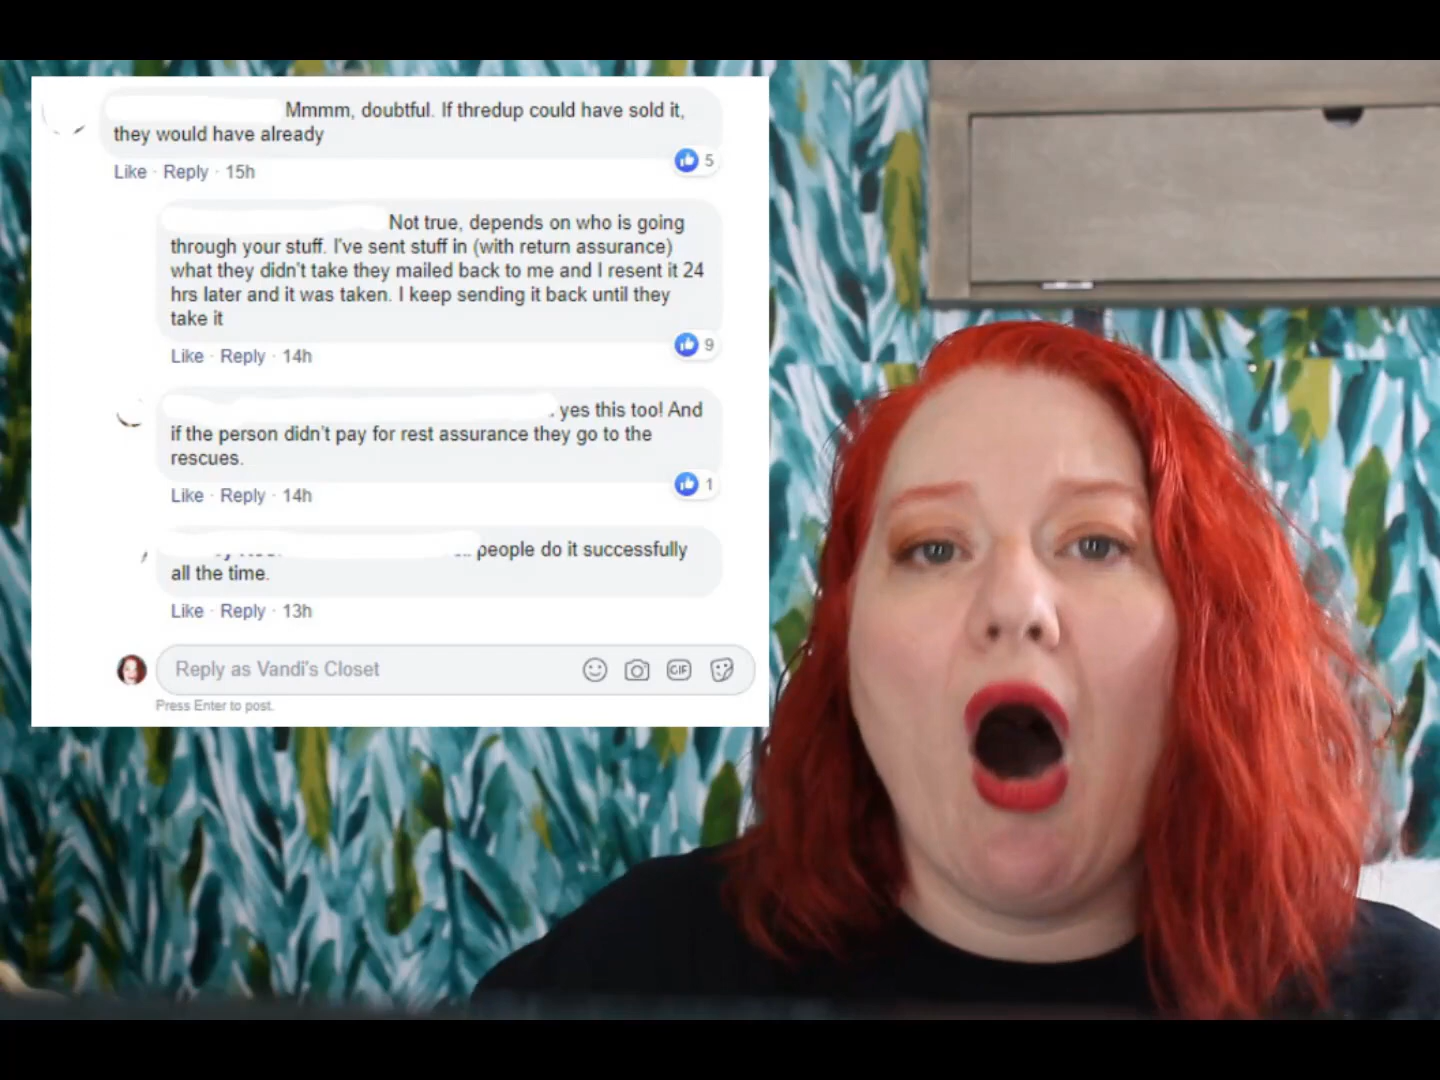 Mmmm, doubtful. If thredup could have sold it,
they would have already
Like · Reply · 15h
5
Not true, depends on who is going
through your stuff. I've sent stuff in (with return assurance)
what they didn't take they mailed back to me and I resent it 24
hrs later and it was taken. I keep sending it back until they
take it
Like · Reply · 14h
9
yes this too! And
if the person didn't pay for rest assurance they go to the
rescues.
Like · Reply · 14h
1
people do it successfully
all the time.
Like · Reply · 13h
Reply as Vandi's Closet
GIF
Press Enter to post.